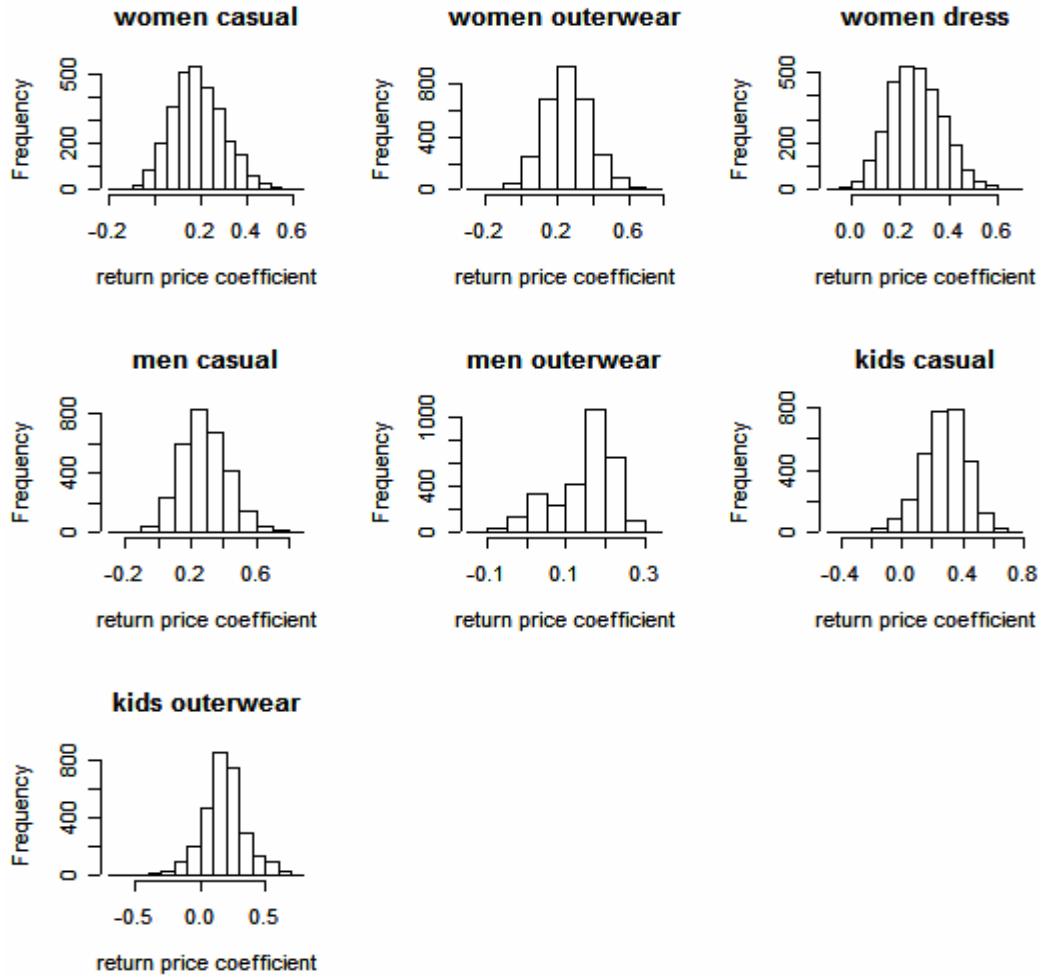 women casual
Frequency
0 200 500
-0.2 0.2 0.4 0.6
return price coefficient
women outerwear
Frequency
0 400 800
-0.2 0.2 0.6
return price coefficient
women dress
Frequency
0 200 500
0.0 0.2 0.4 0.6
return price coefficient
men casual
Frequency
0 400 800
-0.2 0.2 0.6
return price coefficient
men outerwear
Frequency
0 400 1000
-0.1 0.1 0.3
return price coefficient
kids casual
Frequency
0 400 800
-0.4 0.0 0.4 0.8
return price coefficient
kids outerwear
Frequency
0 400 800
-0.5 0.0 0.5
return price coefficient